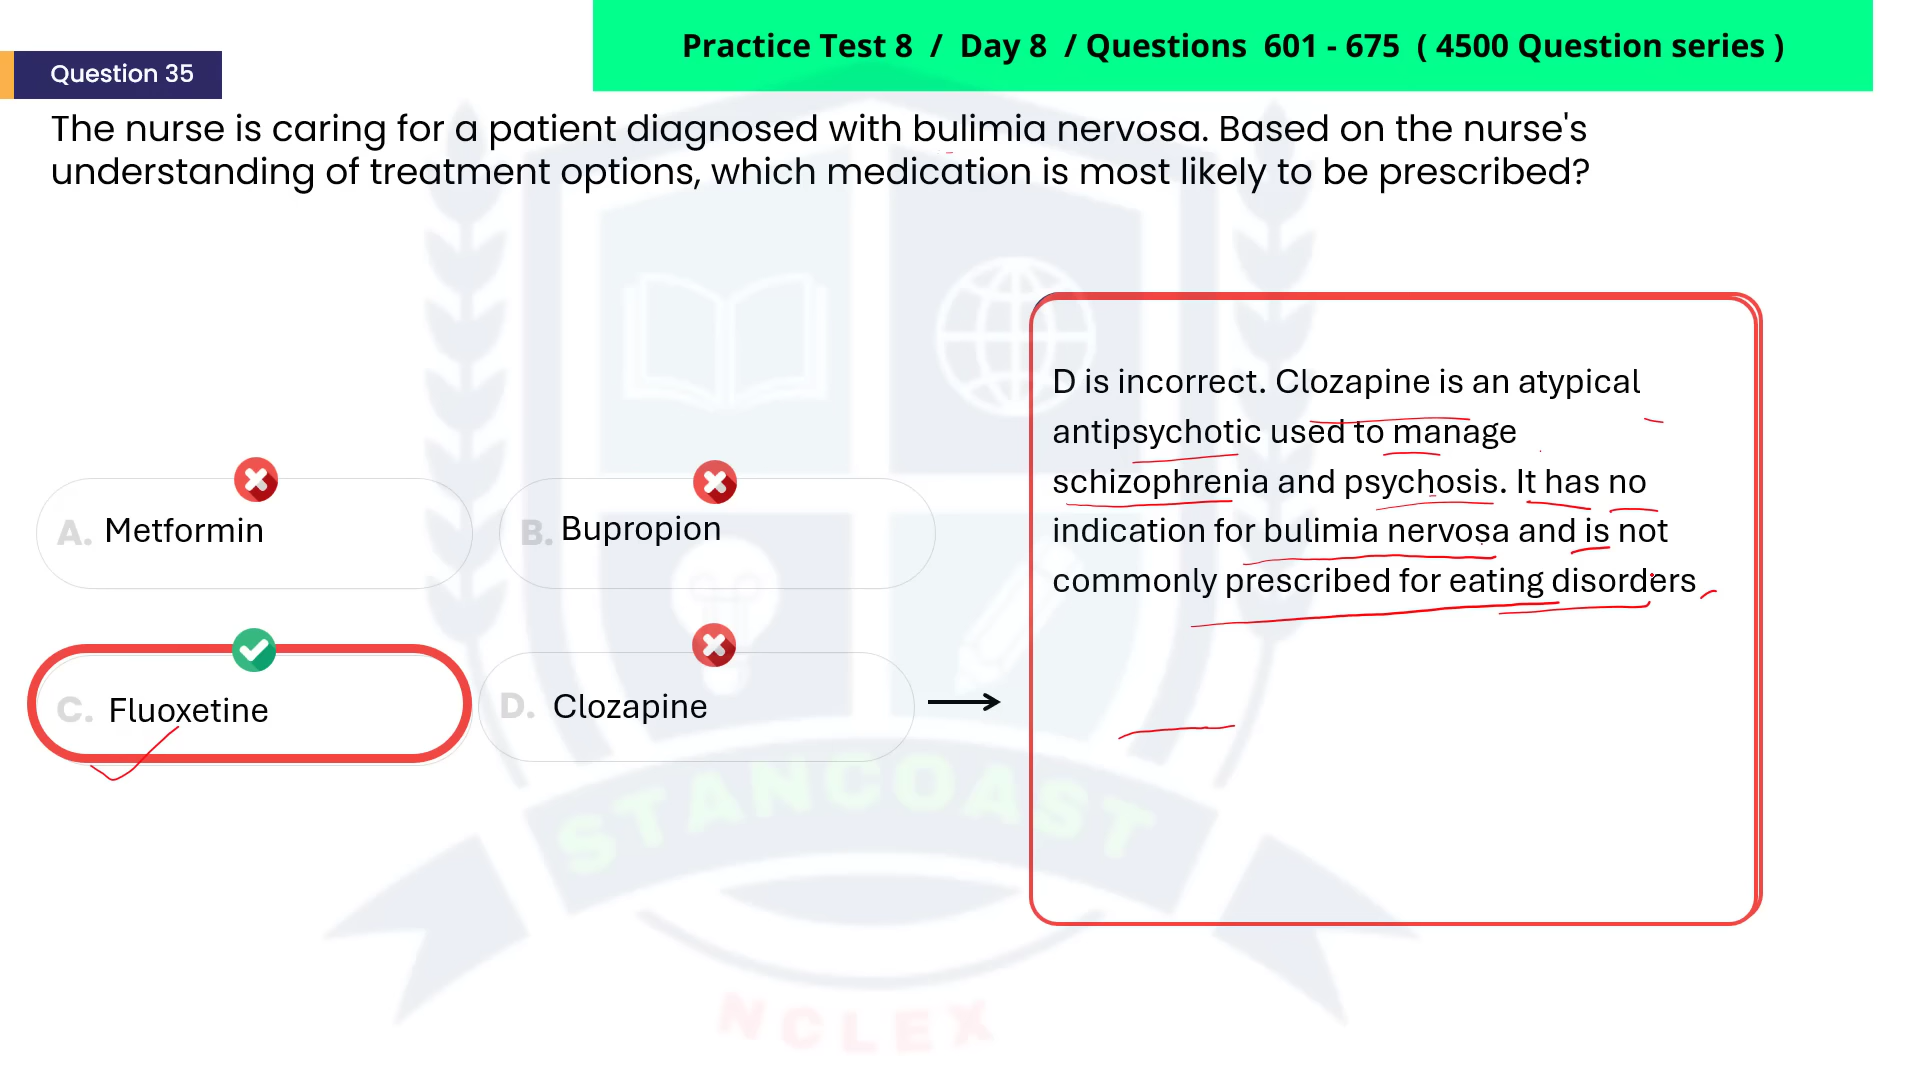 Practice Test 8 / Day 8 / Questions 601 - 675 ( 4500 Question series )
Question 35
The nurse is caring for a patient diagnosed with bulimia nervosa. Based on the nurse's
understanding of treatment options, which medication is most likely to be prescribed?
A. Metformin
B. Bupropion
C. Fluoxetine
D. Clozapine
D is incorrect. Clozapine is an atypical
antipsychotic used to manage
schizophrenia and psychosis. It has no
indication for bulimia nervosa and is not
commonly prescribed for eating disorders
STANCOAST
NCLEX